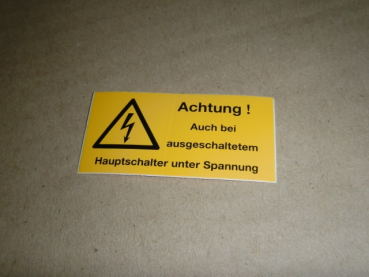 Achtung !
Auch bei
ausgeschaltetem
Hauptschalter unter Spannung